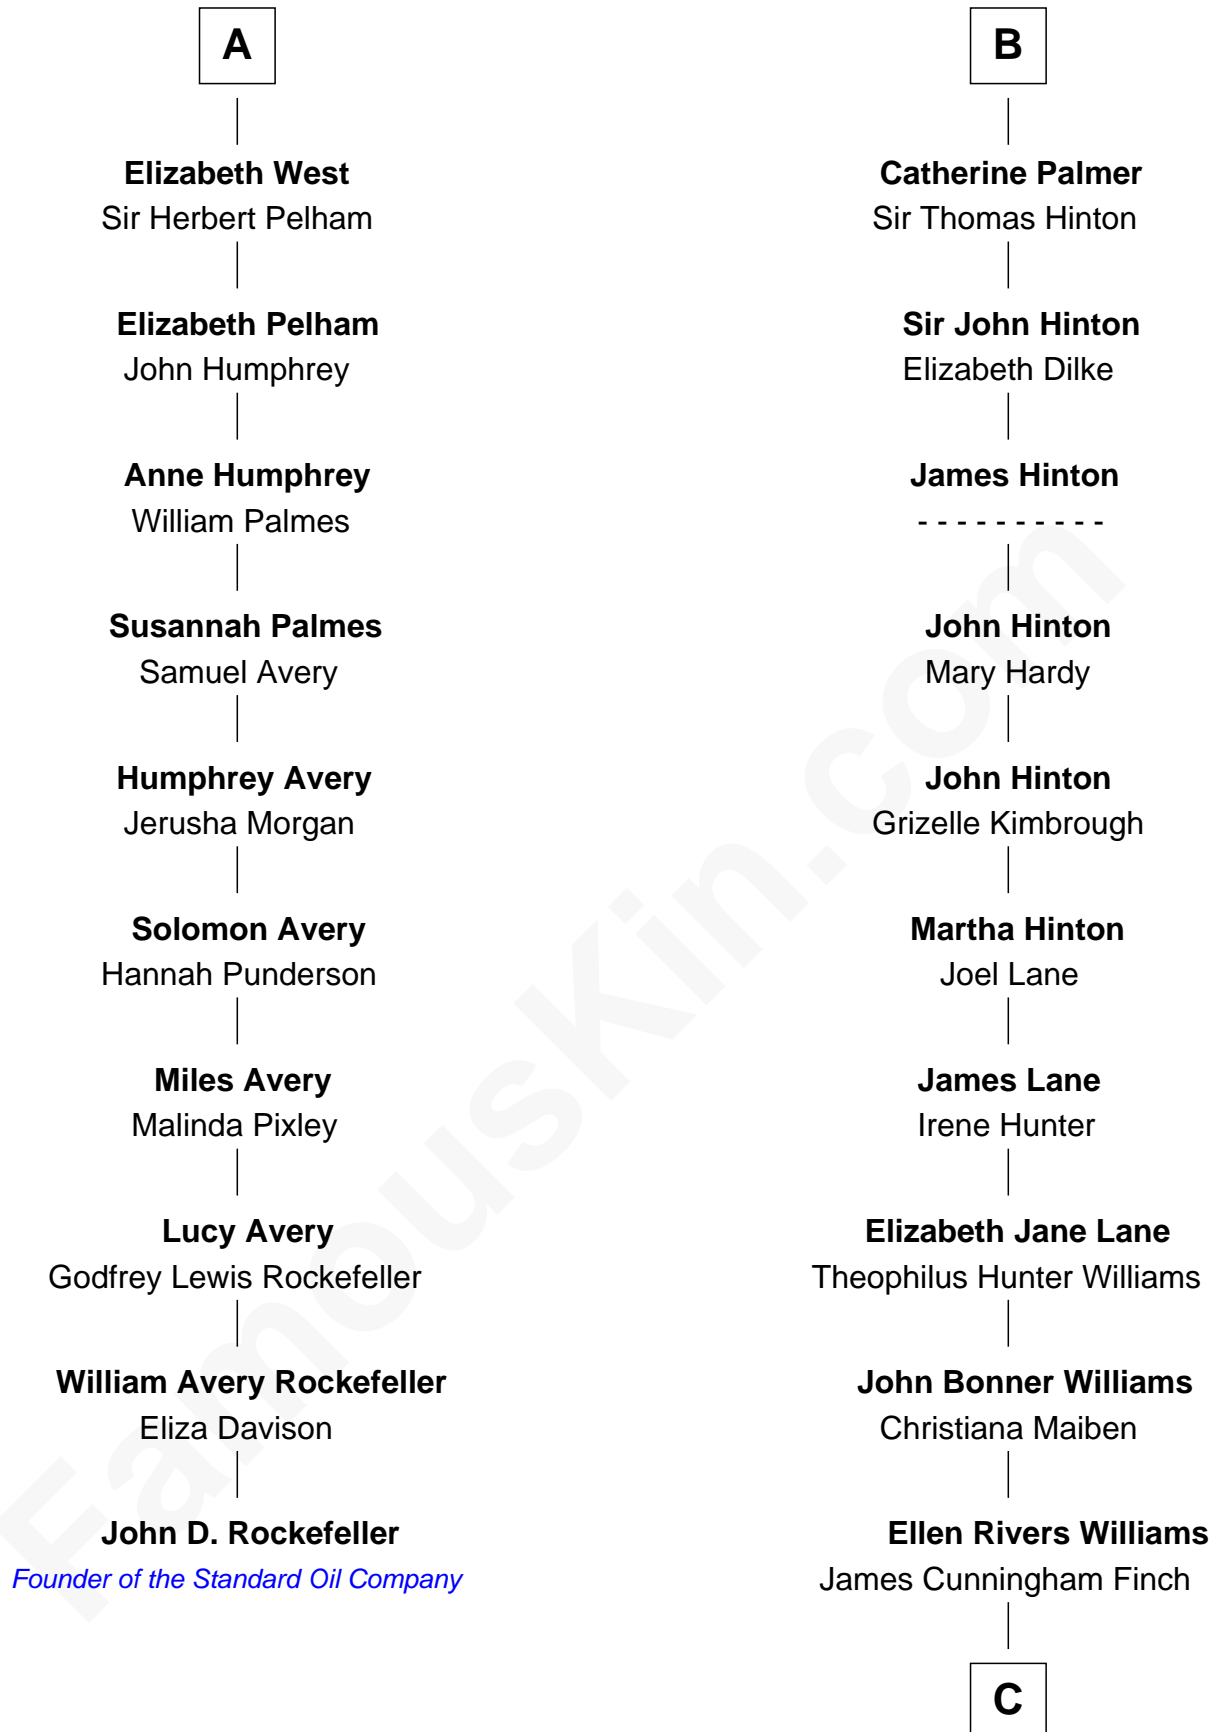 A
Elizabeth West
Sir Herbert Pelham
Elizabeth Pelham
John Humphrey
Anne Humphrey
William Palmes
Susannah Palmes
Samuel Avery
Humphrey Avery
Jerusha Morgan
Solomon Avery
Hannah Punderson
Miles Avery
Malinda Pixley
Lucy Avery
Godfrey Lewis Rockefeller
William Avery Rockefeller
Eliza Davison
John D. Rockefeller
Founder of the Standard Oil Company
B
Catherine Palmer
Sir Thomas Hinton
Sir John Hinton
Elizabeth Dilke
James Hinton
- - - - - - - - - -
John Hinton
Mary Hardy
John Hinton
Grizelle Kimbrough
Martha Hinton
Joel Lane
James Lane
Irene Hunter
Elizabeth Jane Lane
Theophilus Hunter Williams
John Bonner Williams
Christiana Maiben
Ellen Rivers Williams
James Cunningham Finch
C
FamousKin.com